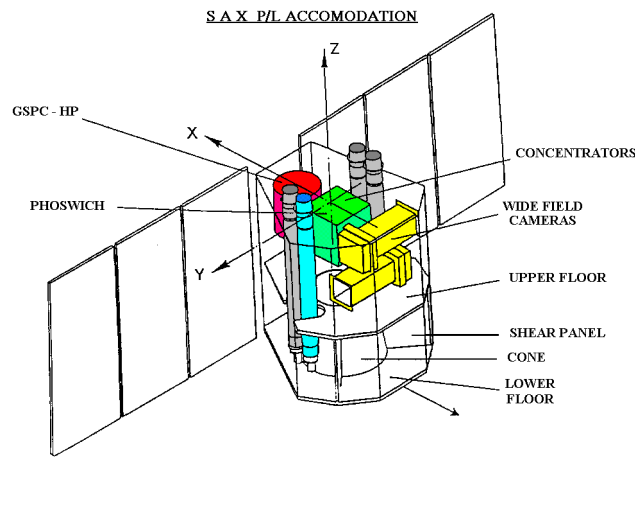 S A X P/L ACCOMODATION
Z
GSPC - HP
X
CONCENTRATORS
PHOSWICH
WIDE FIELD
CAMERAS
Y
UPPER FLOOR
SHEAR PANEL
CONE
LOWER
FLOOR